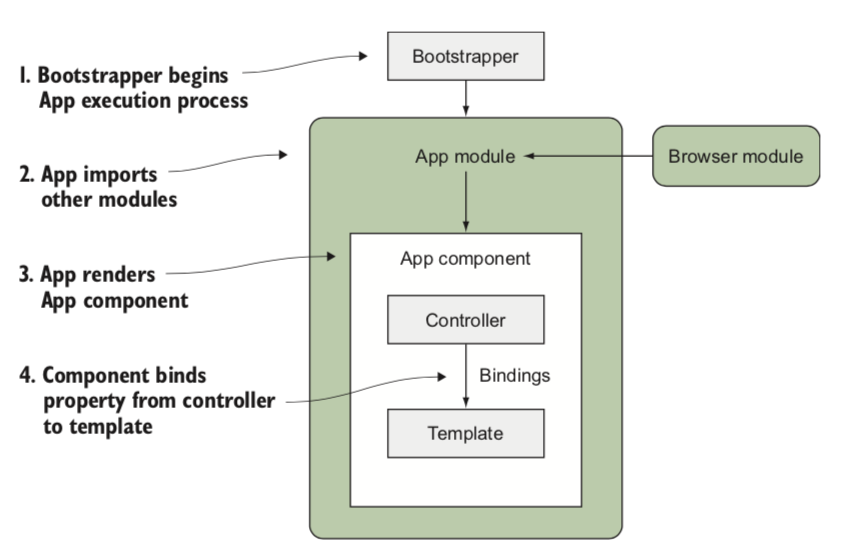 Bootstrapper
1. Bootstrapper begins
App execution process
App module
Browser module
2. App imports
other modules
App component
3. App renders
App component
Controller
4. Component binds
property from controller
to template
Bindings
Template